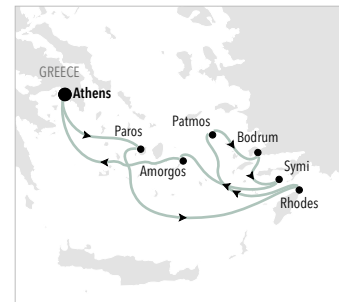 GREECE
Athens
Paros
Patmos
Bodrum
Amorgos
Symi
Rhodes